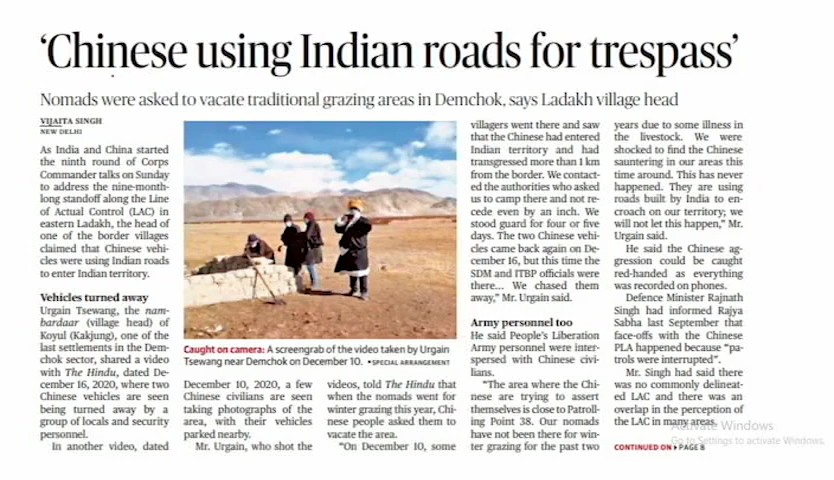 ‘Chinese using Indian roads for trespass’
Nomads were asked to vacate traditional grazing areas in Demchok, says Ladakh village head
VIJAITA SINGH
NEW DELHI
As India and China started
the ninth round of Corps
Commander talks on Sunday
to address the nine-month-
long standoff along the Line
of Actual Control (LAC) in
eastern Ladakh, the head of
one of the border villages
claimed that Chinese vehi-
cles were using Indian roads
to enter Indian territory.
Vehicles turned away
Urgain Tsewang, the nam-
bardaar (village head) of
Koyul (Kakjung), one of the
last settlements in the Dem-
chok sector, shared a video
with The Hindu, dated De-
cember 16, 2020, where two
Chinese vehicles are seen
being turned away by a
group of locals and security
personnel.
In another video, dated
Caught on camera: A screengrab of the video taken by Urgain
Tsewang near Demchok on December 10. •SPECIAL ARRANGEMENT
December 10, 2020, a few
Chinese civilians are seen
taking photographs of the
area, with their vehicles
parked nearby.
Mr. Urgain, who shot the
videos, told The Hindu that
when the nomads went for
winter grazing this year, Chi-
nese people asked them to
vacate the area.
“On December 10, some
villagers went there and saw
that the Chinese had entered
Indian territory and had
transgressed more than 1 km
from the border. We contact-
ed the authorities who asked
us to camp there and not re-
cede even by an inch. We
stood guard for four or five
days. The two Chinese vehi-
cles came back again on De-
cember 16, but this time the
SDM and ITBP officials were
there... We chased them
away,” Mr. Urgain said.
Army personnel too
He said People’s Liberation
Army personnel were inter-
spersed with Chinese civi-
lians.
“The area where the Chi-
nese are trying to assert
themselves is close to Patroll-
ing Point 38. Our nomads
have not been there for win-
ter grazing for the past two
years due to some illness in
the livestock. We were
shocked to find the Chinese
sauntering in our areas this
time around. This has never
happened. They are using
roads built by India to en-
croach on our territory; we
will not let this happen,” Mr.
Urgain said.
He said the Chinese ag-
gression could be caught
red-handed as everything
was recorded on phones.
Defence Minister Rajnath
Singh had informed Rajya
Sabha last September that
face-offs with the Chinese
PLA happened because “pa-
trols were interrupted”.
Mr. Singh had said there
was no commonly delineat-
ed LAC and there was an
overlap in the perception of
the LAC in many areas.
CONTINUED ON ▸ PAGE 8
Activate Windows
Go to Settings to activate Windows.